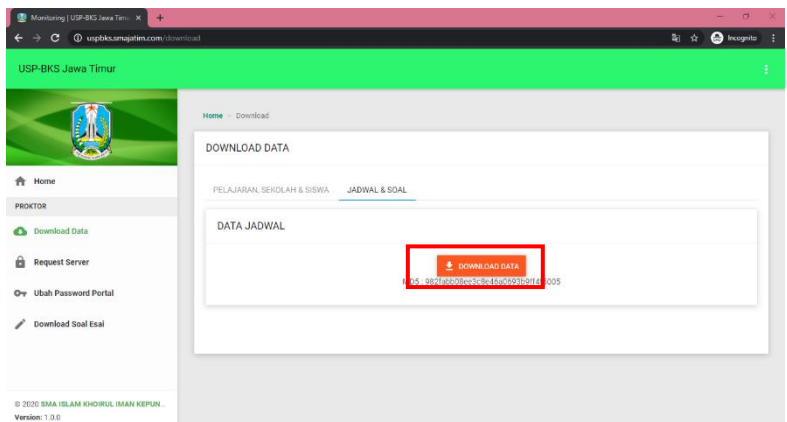 Monitoring | USP-BKS Jawa Tim
uspbks.smajatim.com/download
Incognito
USP-BKS Jawa Timur
Home
Download
DOWNLOAD DATA
PELAJARAN, SEKOLAH & SISWA
JADWAL & SOAL
DATA JADWAL
DOWNLOAD DATA
MD5 :
Home
PROKTOR
Download Data
Request Server
Ubah Password Portal
Download Soal Esai
© 2020 SMA ISLAM KHOIRUL IMAN KEPUN...
Version: 1.0.0